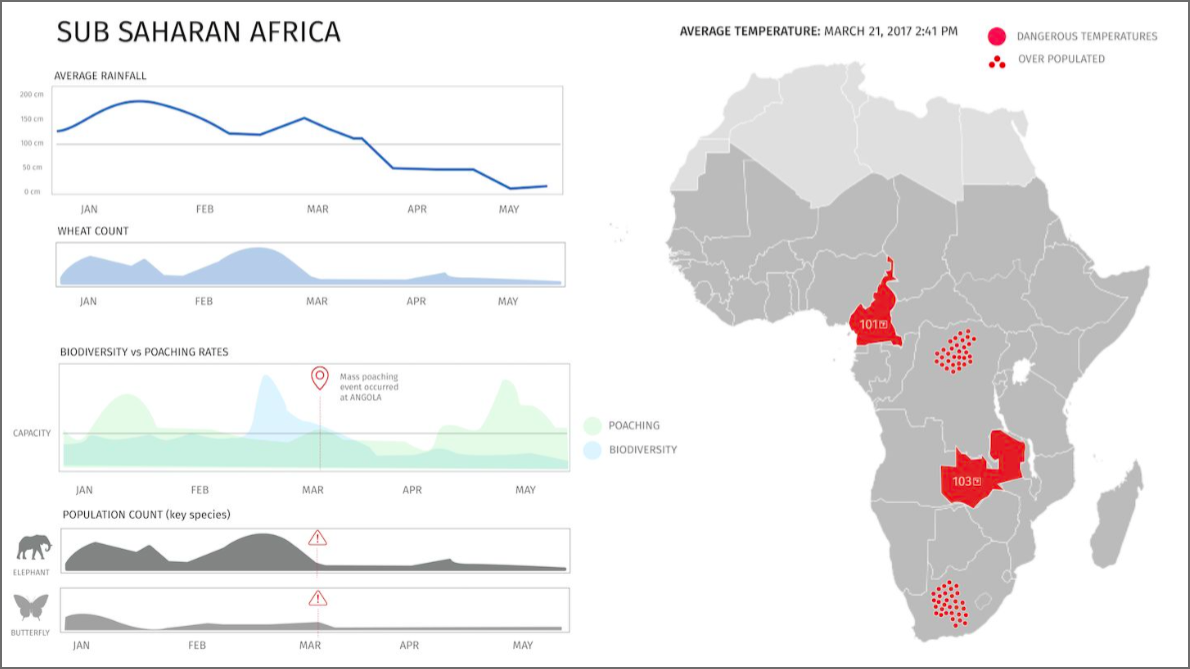 SUB SAHARAN AFRICA
AVERAGE RAINFALL
200 cm
150 cm
100 cm
50 cm
0 cm
JAN FEB MAR APR MAY
WHEAT COUNT
JAN FEB MAR APR MAY
BIODIVERSITY vs POACHING RATES
Mass poaching
event occurred
at ANGOLA
CAPACITY
JAN FEB MAR APR MAY
POACHING
BIODIVERSITY
POPULATION COUNT (key species)
ELEPHANT
BUTTERFLY
JAN FEB MAR APR MAY
AVERAGE TEMPERATURE: MARCH 21, 2017 2:41 PM
DANGEROUS TEMPERATURES
OVER POPULATED
101
103